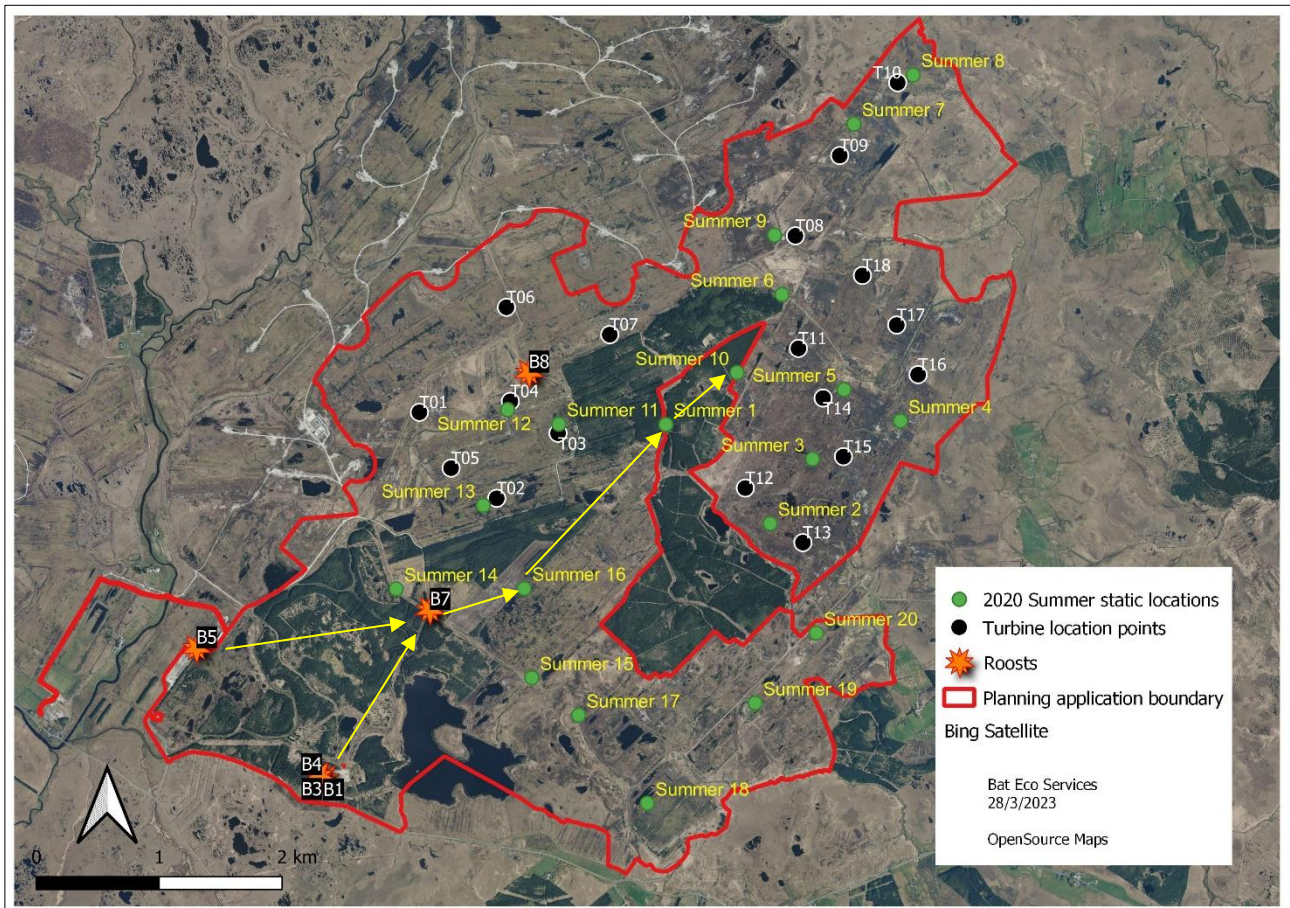 T10
Summer 8
Summer 7
T09
Summer 9
T08
T18
Summer 6
T06
T17
T07
T11
Summer 10
B8
Summer 5
T16
T04
T14
T01
Summer 12
Summer 11
Summer 1
Summer 4
T03
T05
Summer 3
T15
Summer 13
T02
T12
Summer 2
T13
Summer 14
Summer 16
B7
B5
Summer 20
Summer 15
Summer 17
Summer 19
B4
B3 B1
Summer 18
0 1 2 km
2020 Summer static locations
Turbine location points
Roosts
Planning application boundary
Bing Satellite
Bat Eco Services
28/3/2023
OpenSource Maps